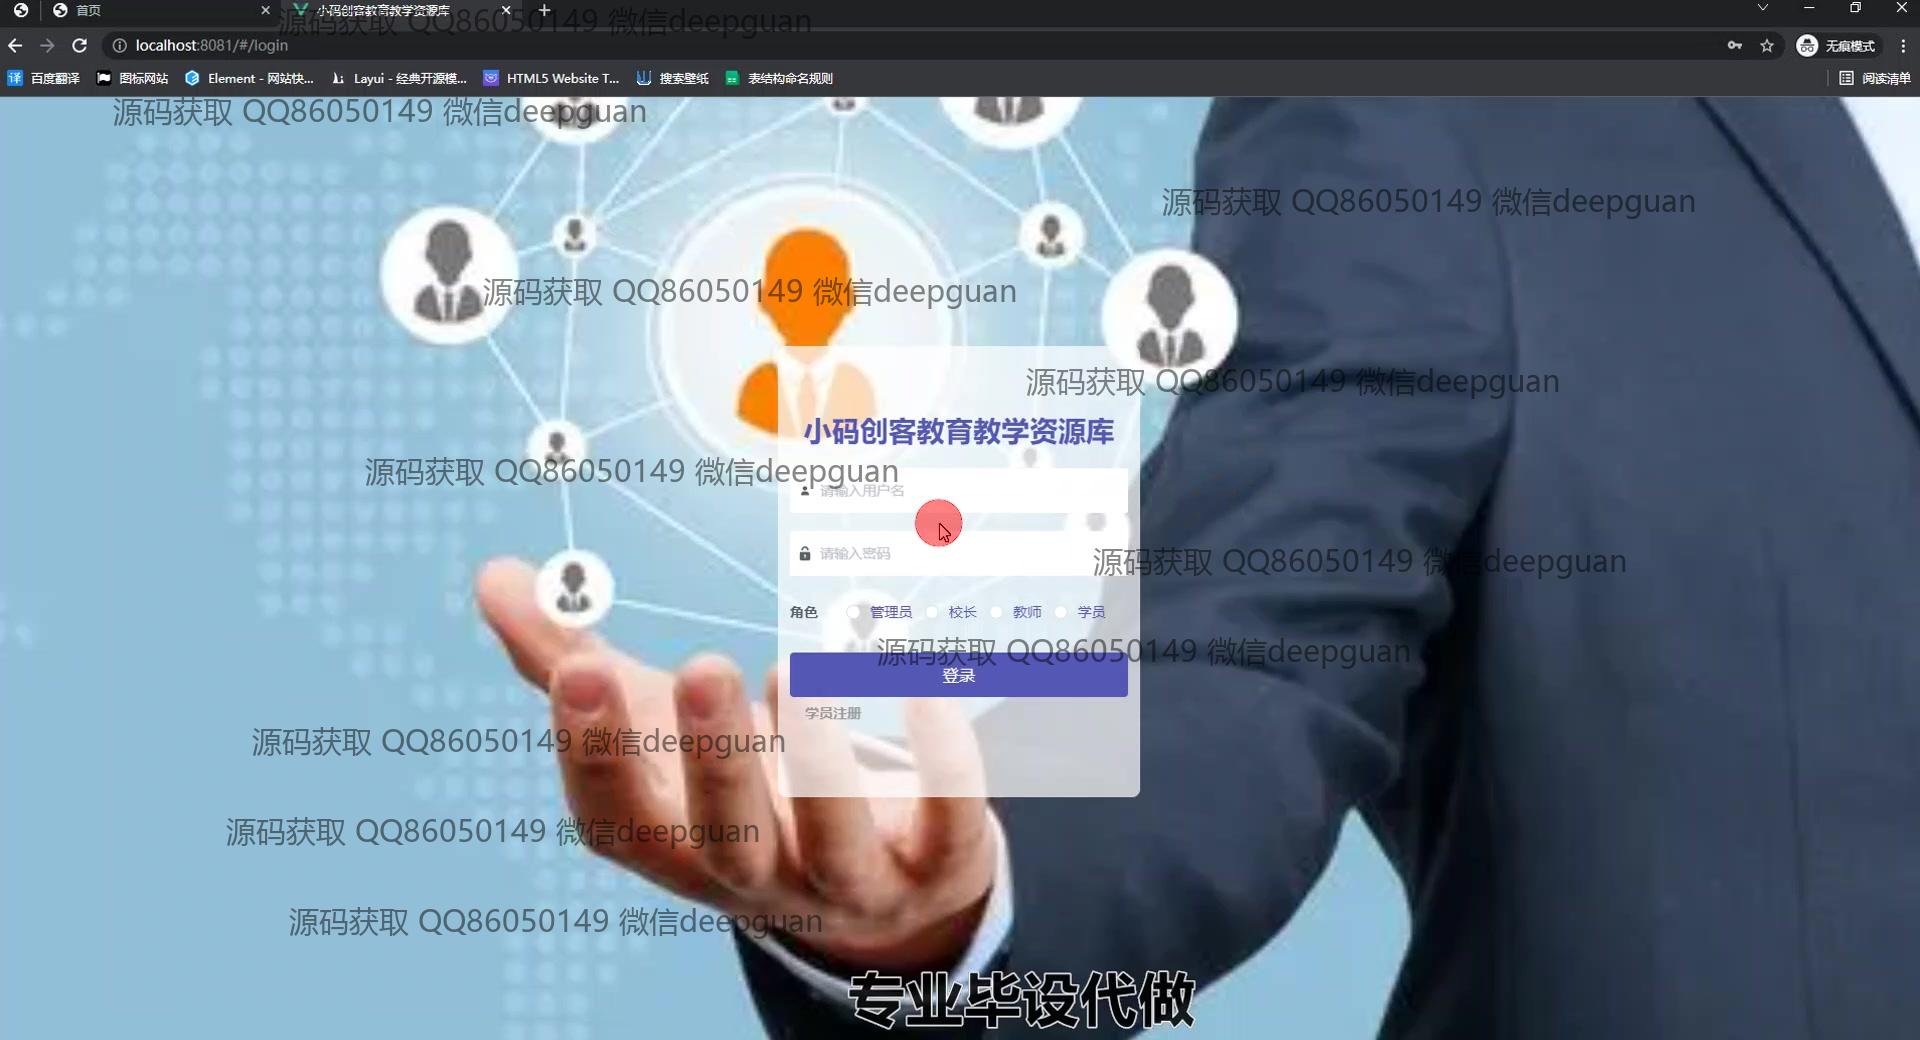 首页
小码创客教育教学资源库
源码获取 QQ86050149 微信deepguan
localhost:8081/#/login
无痕模式
百度翻译
图标网站
Element - 网站快...
Layui - 经典开源模...
HTML5 Website T...
搜索壁纸
表结构命名规则
阅读清单
源码获取 QQ86050149 微信deepguan
源码获取 QQ86050149 微信deepguan
源码获取 QQ86050149 微信deepguan
源码获取 QQ86050149 微信deepguan
小码创客教育教学资源库
源码获取 QQ86050149 微信deepguan
请输入用户名
请输入密码
源码获取 QQ86050149 微信deepguan
角色 管理员 校长 教师 学员
源码获取 QQ86050149 微信deepguan
登录
学员注册
源码获取 QQ86050149 微信deepguan
源码获取 QQ86050149 微信deepguan
源码获取 QQ86050149 微信deepguan
专业毕设代做